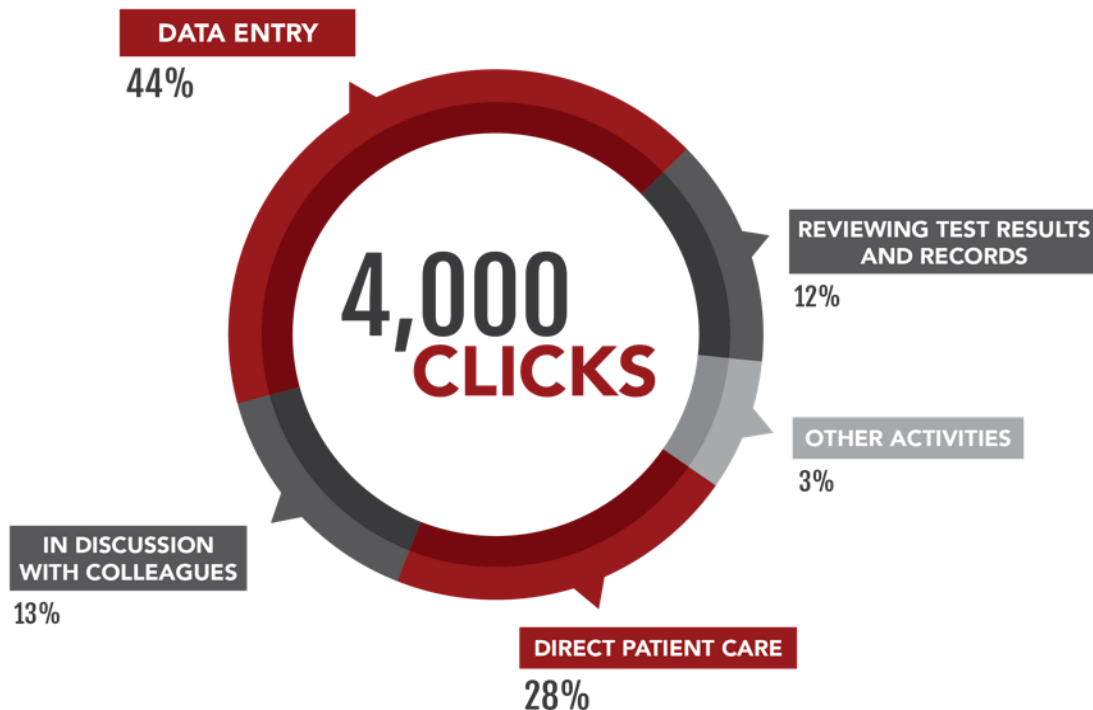 DATA ENTRY
44%
4,000
CLICKS
REVIEWING TEST RESULTS
AND RECORDS
12%
OTHER ACTIVITIES
3%
IN DISCUSSION
WITH COLLEAGUES
13%
DIRECT PATIENT CARE
28%